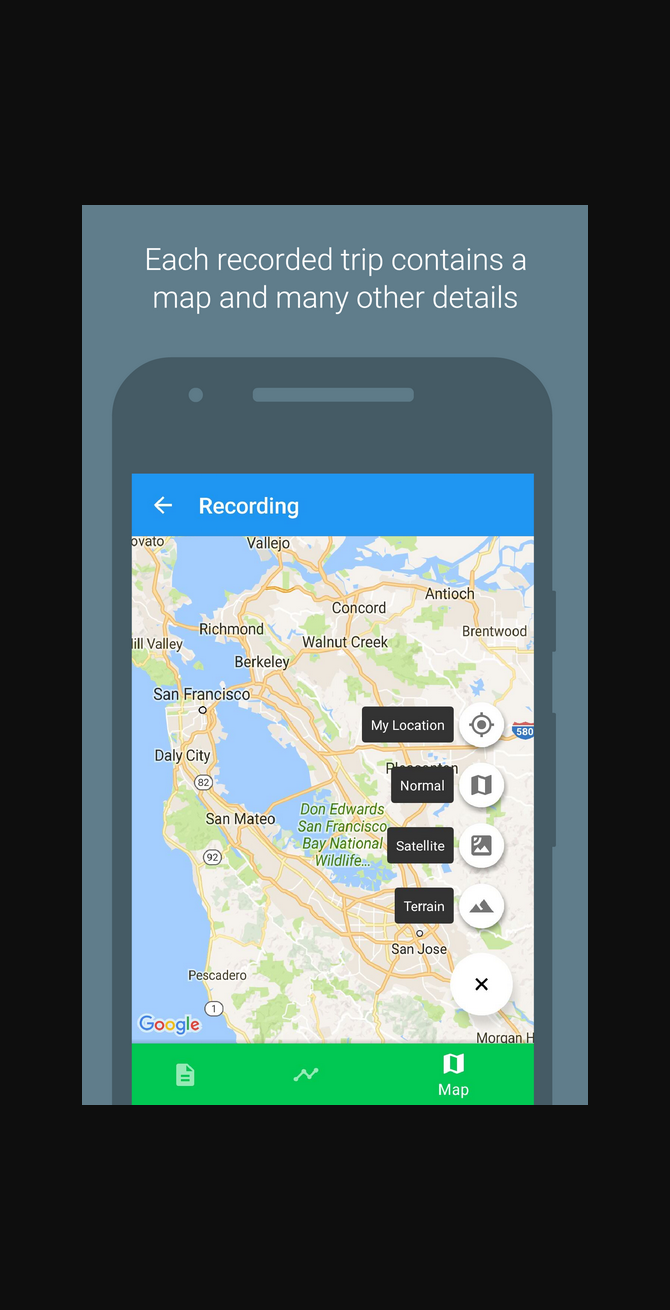 Each recorded trip contains a
map and many other details
Recording
ovato
Vallejo
Antioch
Concord
Richmond
Brentwood
ill Valley
Walnut Creek
Berkeley
San Francisco
My Location
580
Daly City
Pleasanton
82
Normal
Don Edwards
San Francisco
Bay National
Wildlife...
San Mateo
Satellite
92
Terrain
San Jose
Pescadero
1
Google
Morgan H
Map